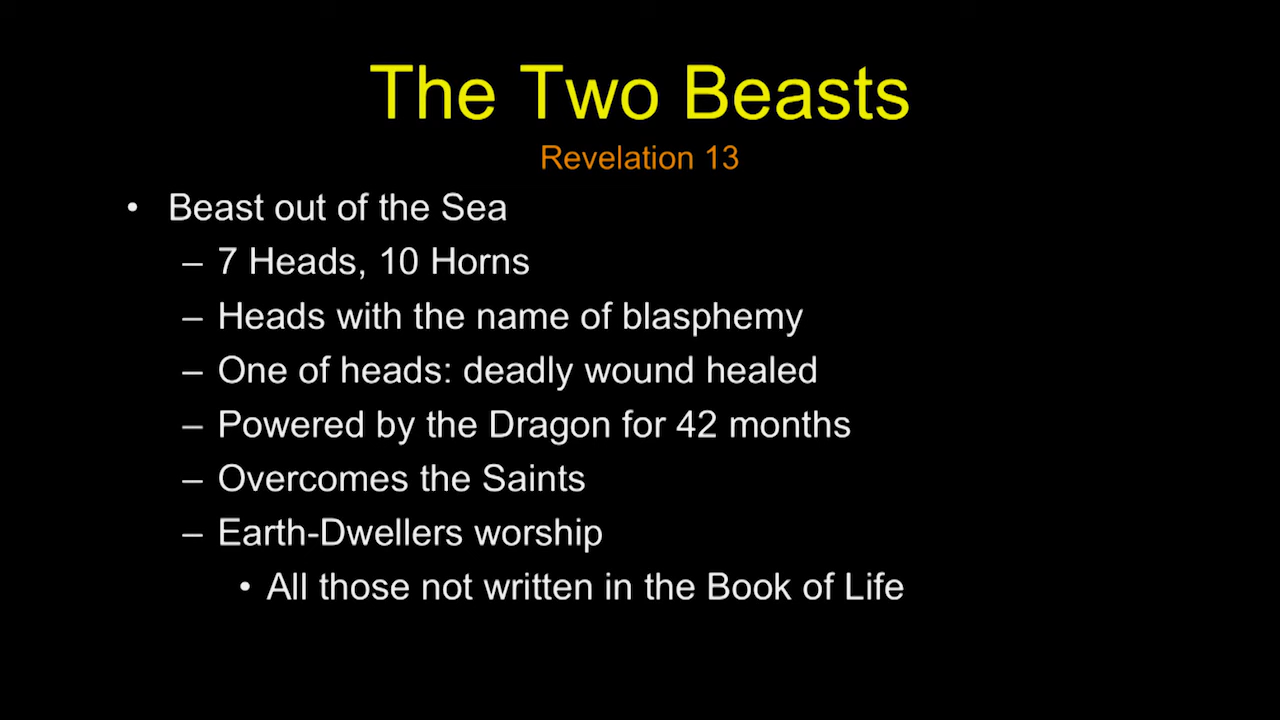 The Two Beasts
Revelation 13
• Beast out of the Sea
– 7 Heads, 10 Horns
– Heads with the name of blasphemy
– One of heads: deadly wound healed
– Powered by the Dragon for 42 months
– Overcomes the Saints
– Earth-Dwellers worship
• All those not written in the Book of Life